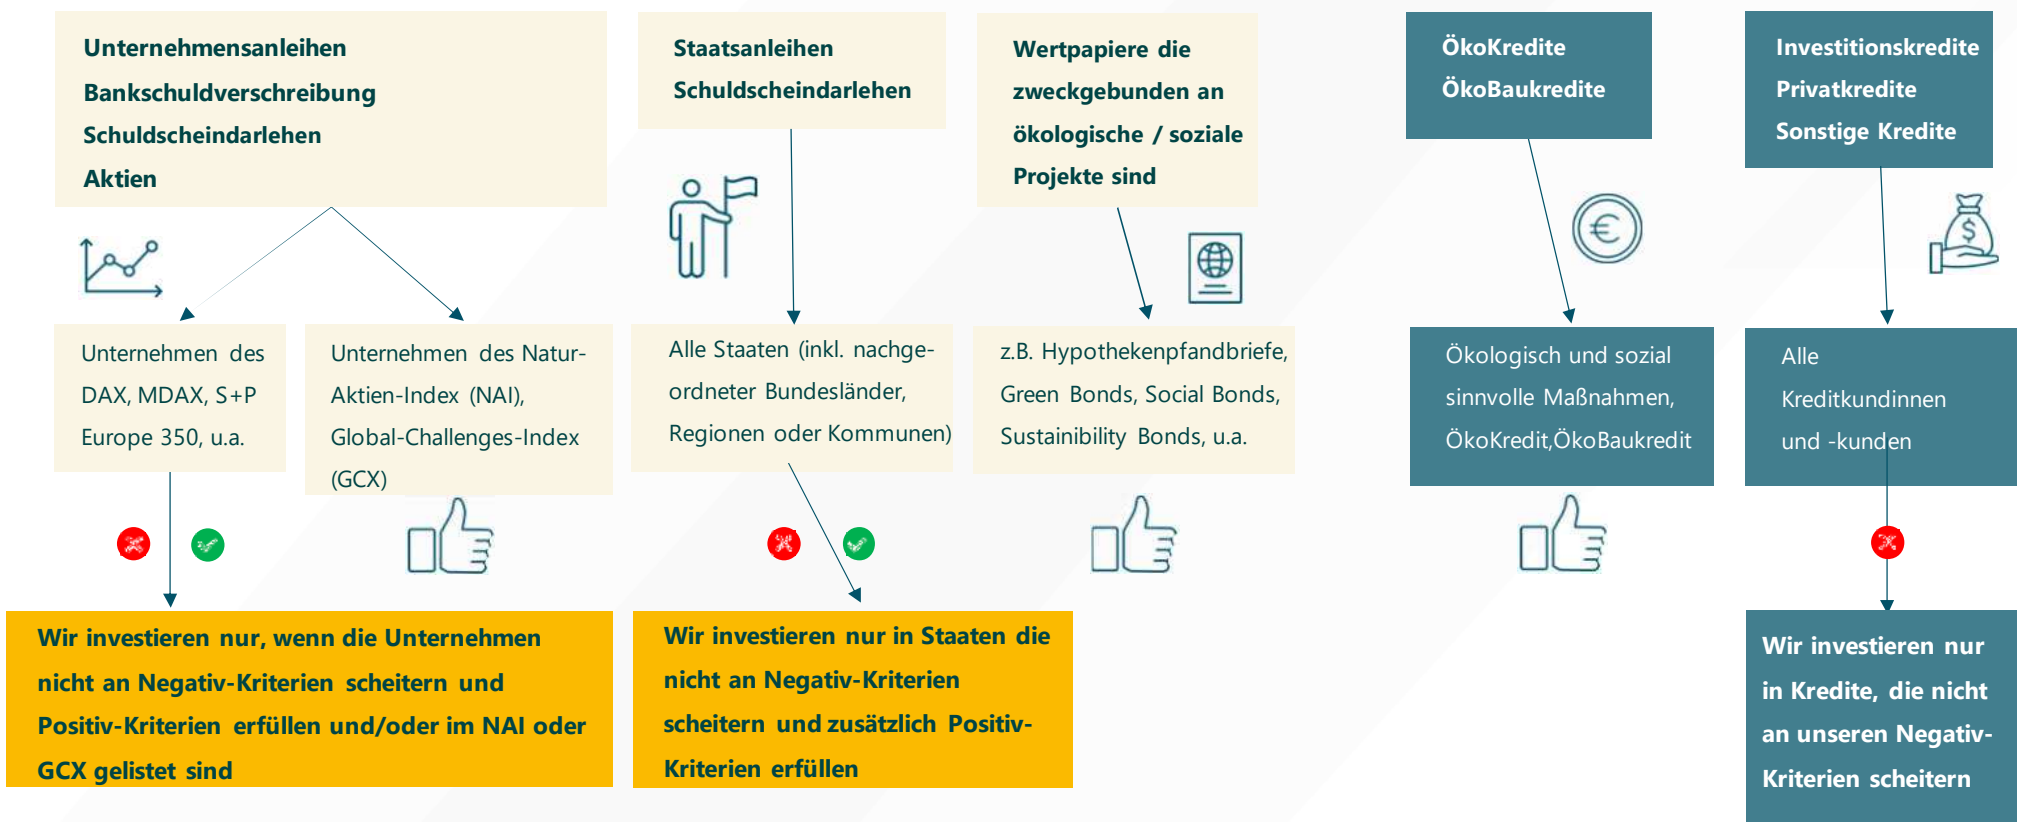 Unternehmensanleihen
Bankschuldverschreibung
Schuldscheindarlehen
Aktien
Staatsanleihen
Schuldscheindarlehen
Wertpapiere die
zweckgebunden an
ökologische / soziale
Projekte sind
ÖkoKredite
ÖkoBaukredite
Investitionskredite
Privatkredite
Sonstige Kredite
Unternehmen des
DAX, MDAX, S+P
Europe 350, u.a.
Unternehmen des Natur-
Aktien-Index (NAI),
Global-Challenges-Index
(GCX)
Alle Staaten (inkl. nachge-
ordneter Bundesländer,
Regionen oder Kommunen)
z.B. Hypothekenpfandbriefe,
Green Bonds, Social Bonds,
Sustainibility Bonds, u.a.
Ökologisch und sozial
sinnvolle Maßnahmen,
ÖkoKredit,ÖkoBaukredit
Alle
Kreditkundinnen
und -kunden
Wir investieren nur, wenn die Unternehmen
nicht an Negativ-Kriterien scheitern und
Positiv-Kriterien erfüllen und/oder im NAI oder
GCX gelistet sind
Wir investieren nur in Staaten die
nicht an Negativ-Kriterien
scheitern und zusätzlich Positiv-
Kriterien erfüllen
Wir investieren nur
in Kredite, die nicht
an unseren Negativ-
Kriterien scheitern